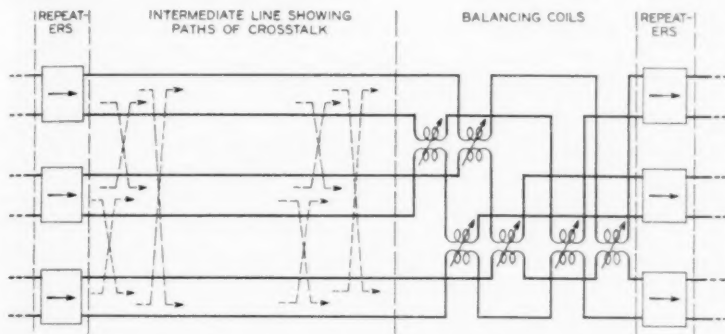 REPEAT-
ERS
INTERMEDIATE LINE SHOWING
PATHS OF CROSSTALK
BALANCING COILS
REPEAT-
ERS